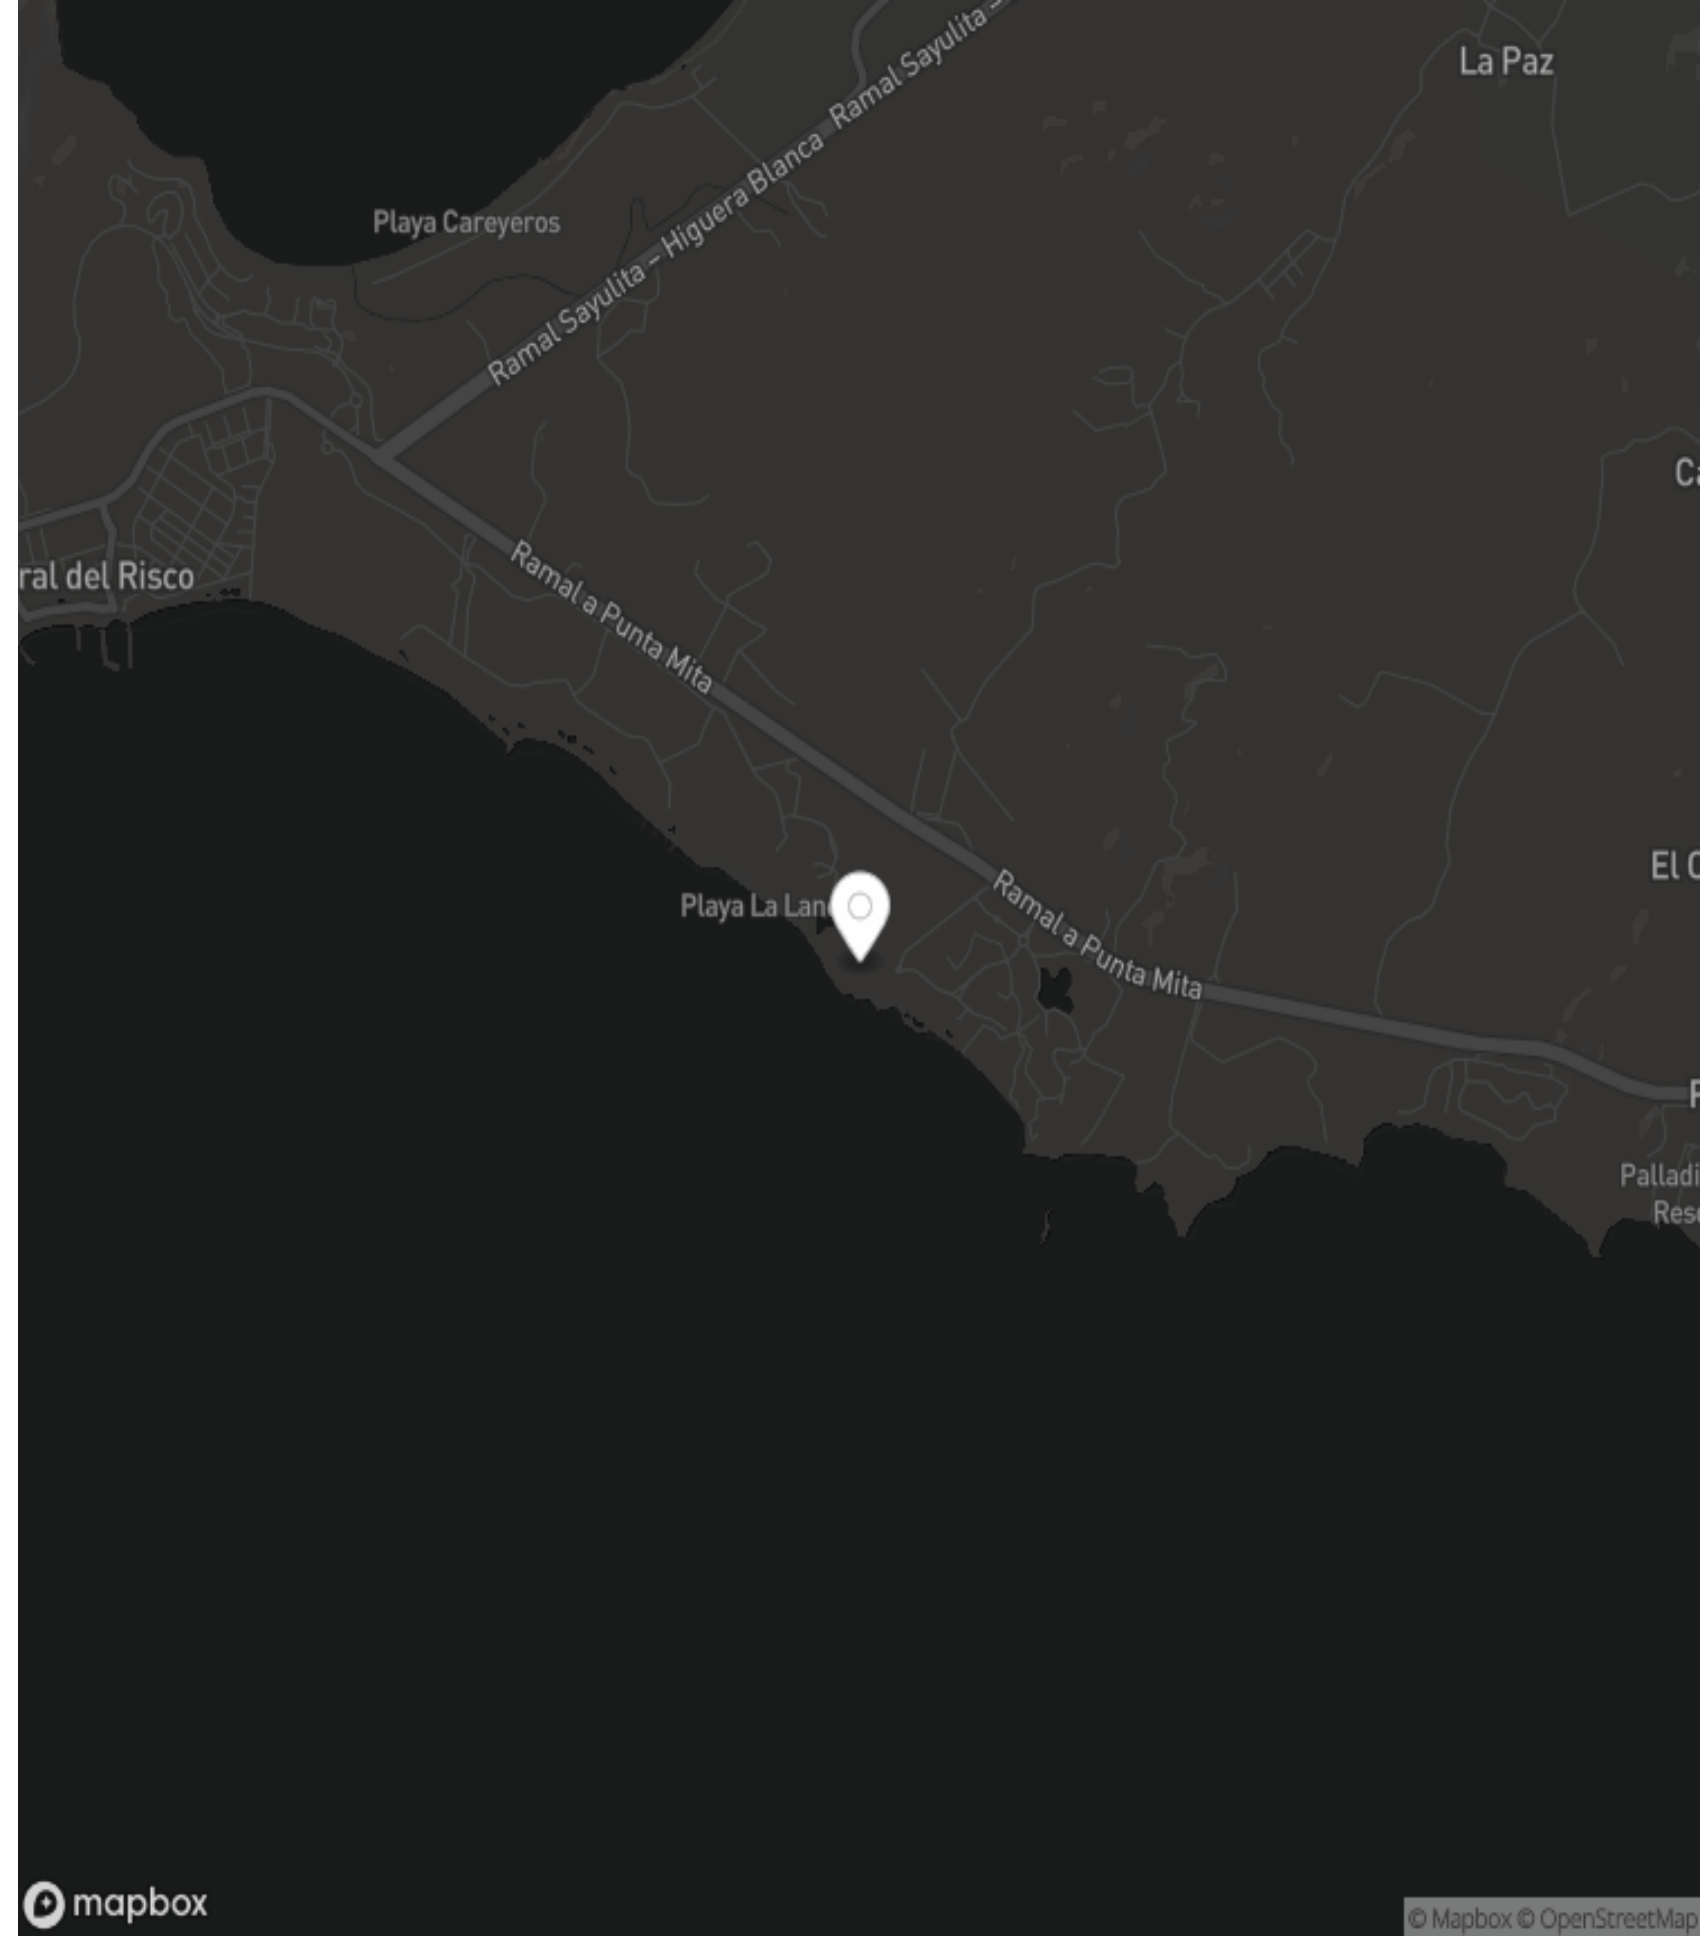 La Paz
Ramal Sayulita –
Ramal Sayulita – Higuera Blanca
Playa Careyeros
Ca
Ramal a Punta Mita
ral del Risco
El C
Playa La Lan
Ramal a Punta Mita
Palladi
Reso
mapbox
© Mapbox © OpenStreetMap